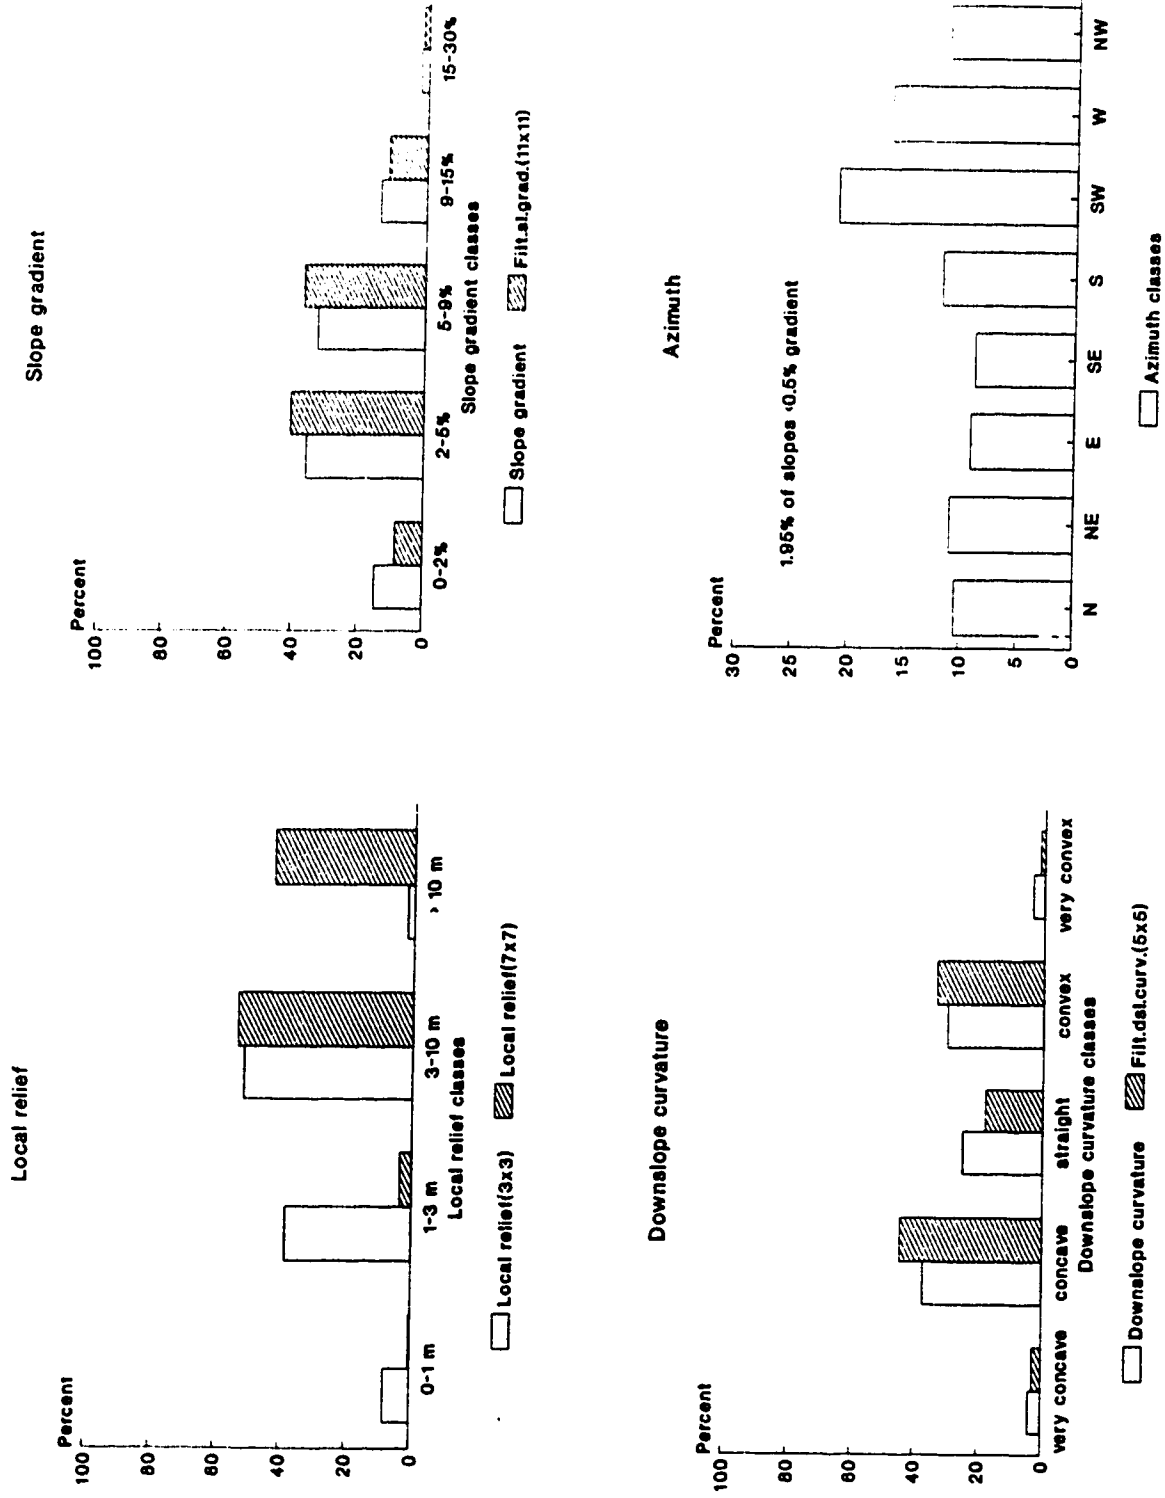 Local relief
Percent
100
80
60
40
20
0
0-1 m
1-3 m
3-10 m
> 10 m
Local relief classes
Local relief(3x3)
Local relief(7x7)
Slope gradient
Percent
100
80
60
40
20
0
0-2%
2-5%
5-9%
9-15%
15-30%
Slope gradient classes
Slope gradient
Filt.sl.grad.(11x11)
Downslope curvature
Percent
100
80
60
40
20
0
very concave
concave
straight
convex
very convex
Downslope curvature classes
Downslope curvature
Filt.dsl.curv.(5x5)
Azimuth
Percent
30
25
20
15
10
5
0
1.95% of slopes <0.5% gradient
N
NE
E
SE
S
SW
W
NW
Azimuth classes